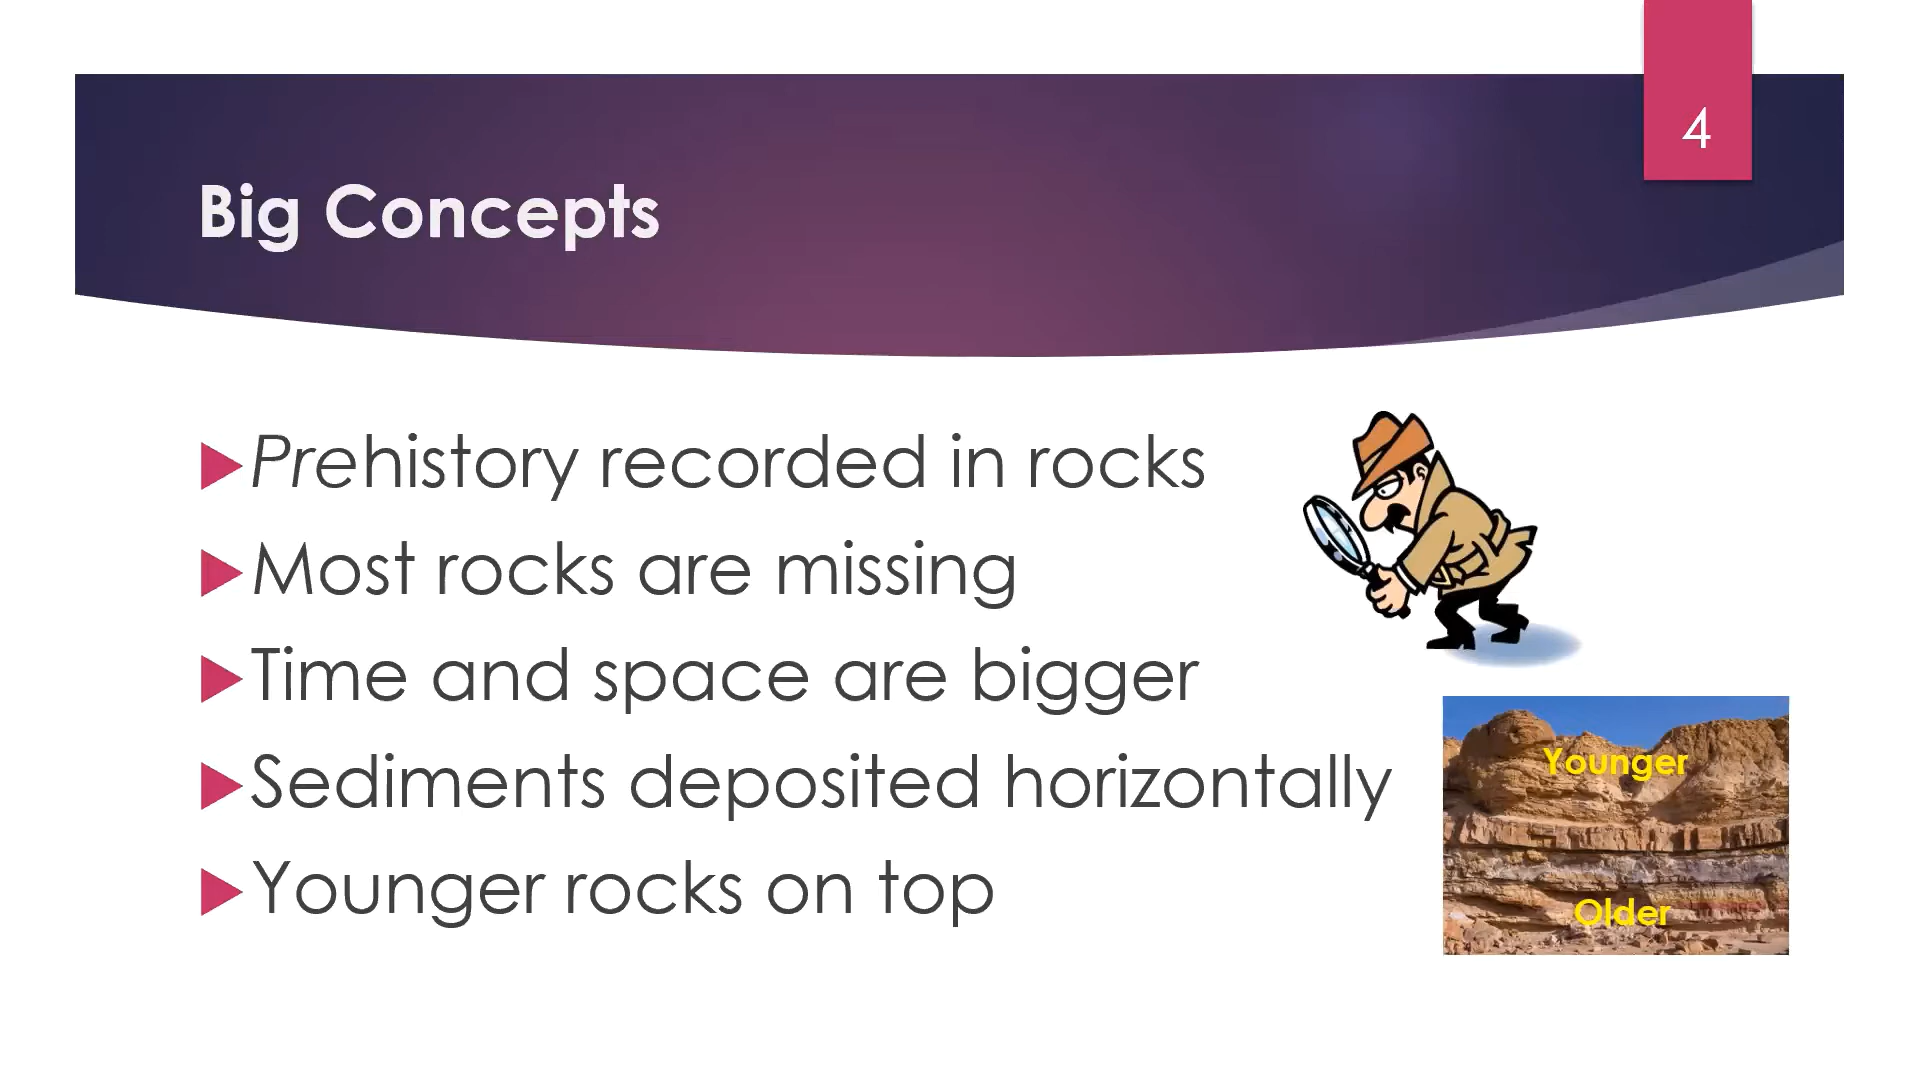 4
Big Concepts
Prehistory recorded in rocks
Most rocks are missing
Time and space are bigger
Sediments deposited horizontally
Younger rocks on top
Younger
Older